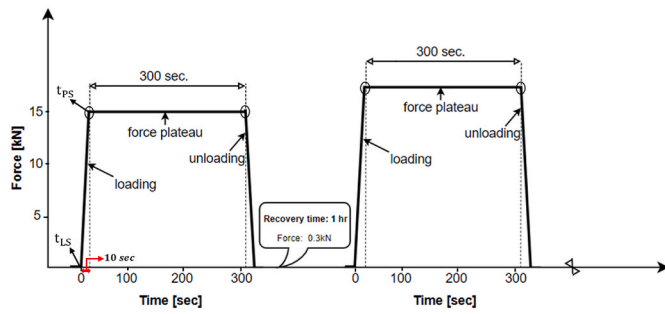 300 sec.
300 sec.
t_PS
15
force plateau
force plateau
unloading
unloading
Force [kN]
10
loading
loading
5
Recovery time: 1 hr
Force: 0.3kN
t_LS
10 sec
0
100
200
300
0
100
200
300
Time [sec]
Time [sec]